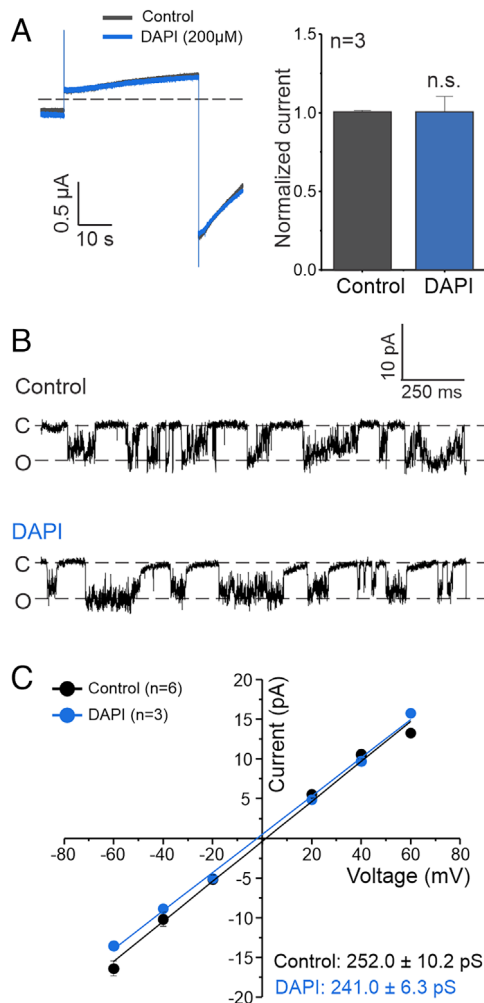 A
Control
DAPI (200µM)
0.5 µA
10 s
Normalized current
1.5
1.0
0.5
0.0
n=3
n.s.
Control
DAPI
B
10 pA
250 ms
Control
C
O
DAPI
C
O
C
Control (n=6)
DAPI (n=3)
Current (pA)
20
15
10
5
-80
-60
-40
-20
0
20
40
60
80
Voltage (mV)
-5
-10
-15
-20
Control: 252.0 ± 10.2 pS
DAPI: 241.0 ± 6.3 pS